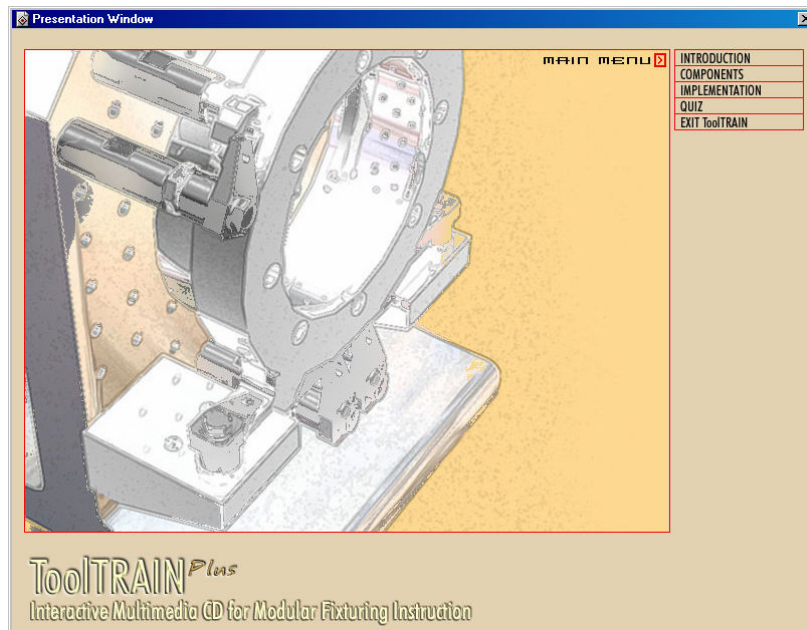 Presentation Window
MAIN MENU
INTRODUCTION
COMPONENTS
IMPLEMENTATION
QUIZ
EXIT ToolTRAIN
ToolTRAIN Plus
Interactive Multimedia CD for Modular Fixturing Instruction